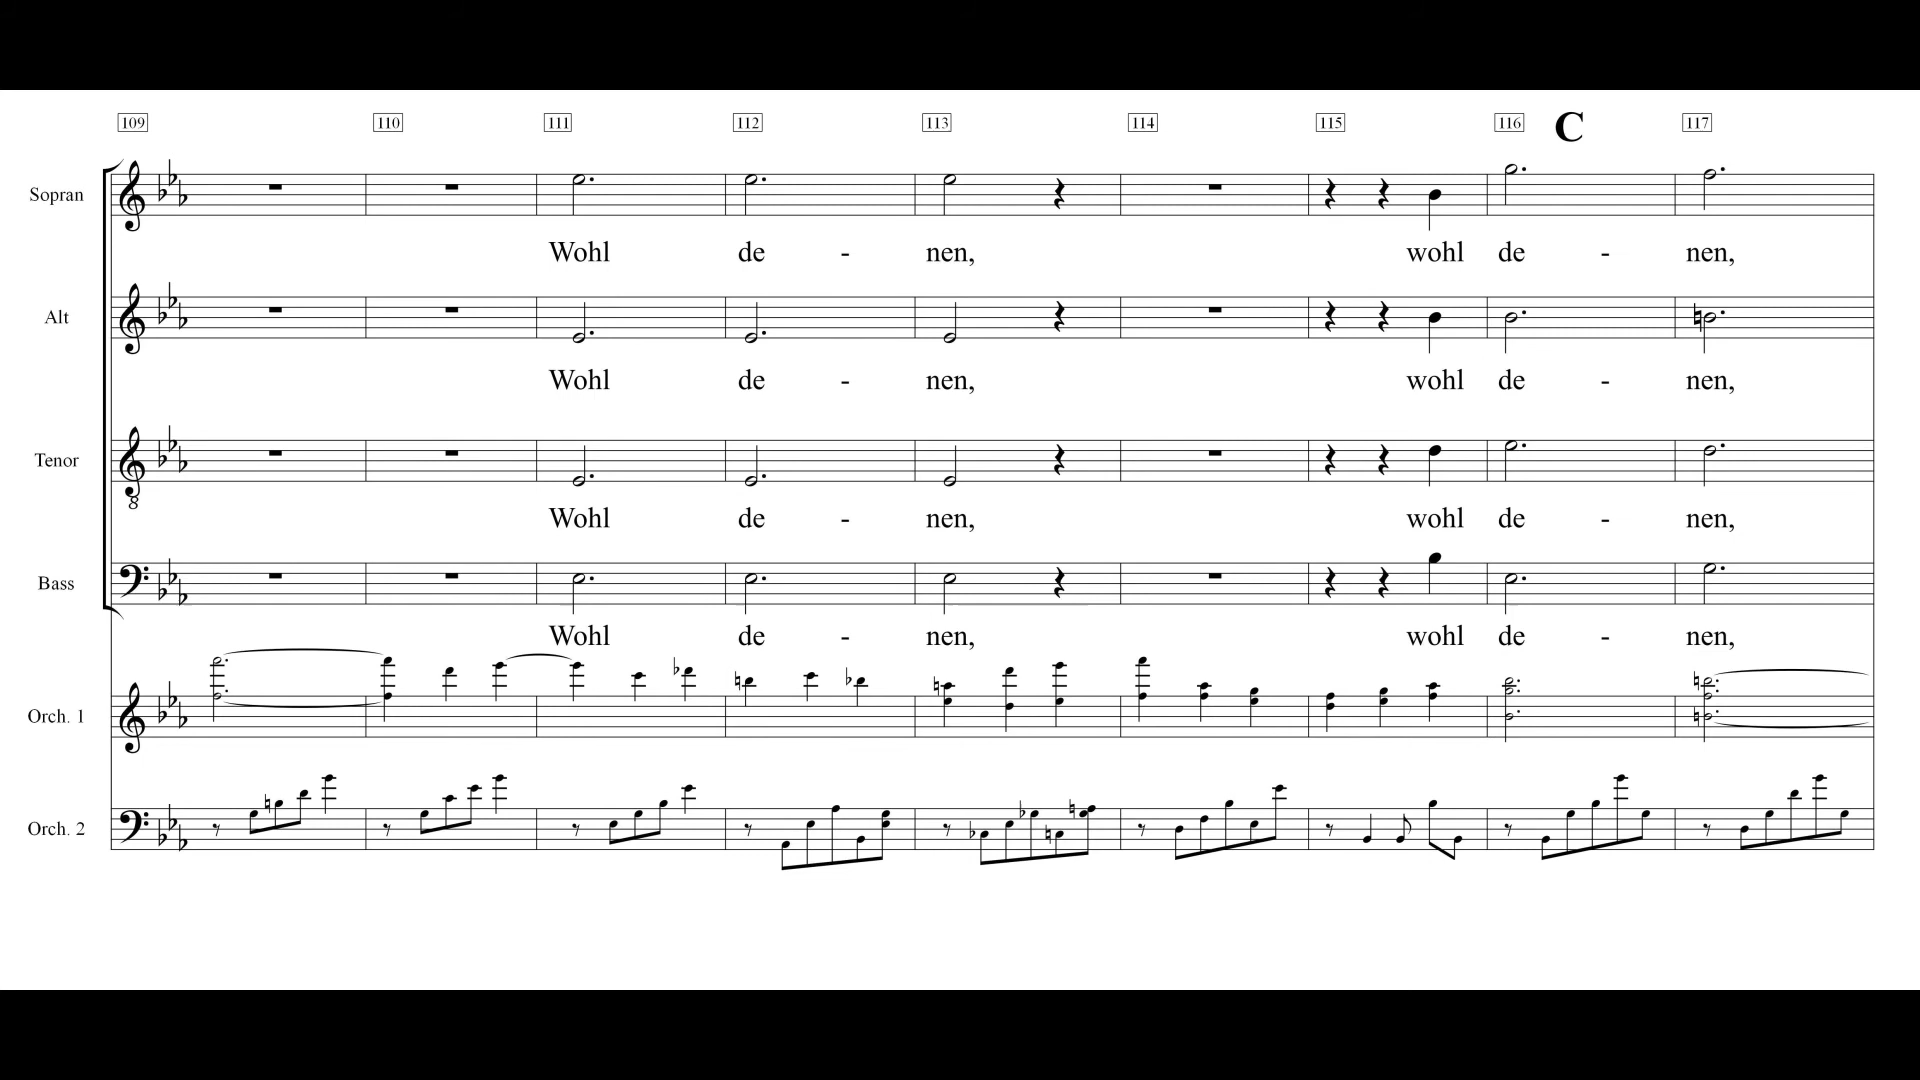 109 110 111 112 113 114 115 116 C 117
Sopran
Wohl de - nen, wohl de - nen,
Alt
Wohl de - nen, wohl de - nen,
Tenor
8
Wohl de - nen, wohl de - nen,
Bass
Wohl de - nen, wohl de - nen,
Orch. 1
Orch. 2